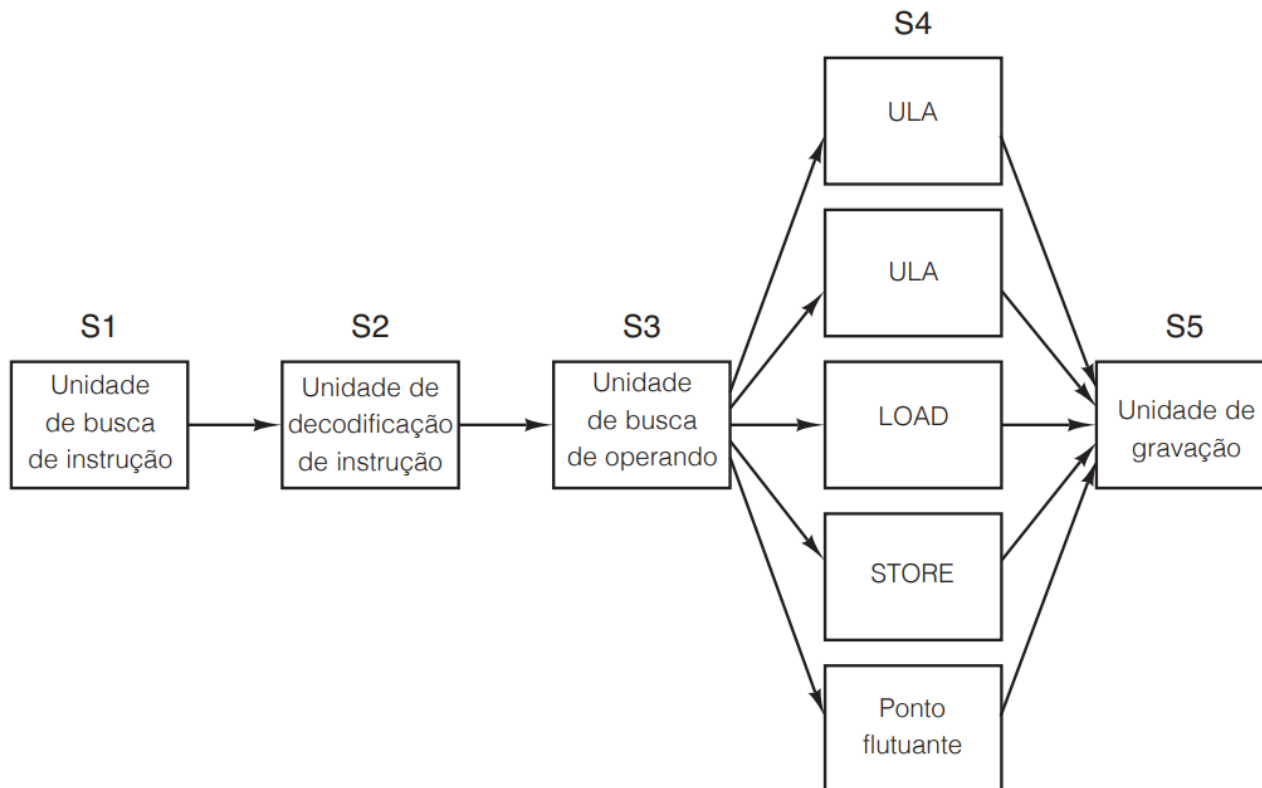 S1
Unidade
de busca
de instrução
S2
Unidade de
decodificação
de instrução
S3
Unidade
de busca
de operando
S4
ULA
ULA
LOAD
STORE
Ponto
flutuante
S5
Unidade de
gravação